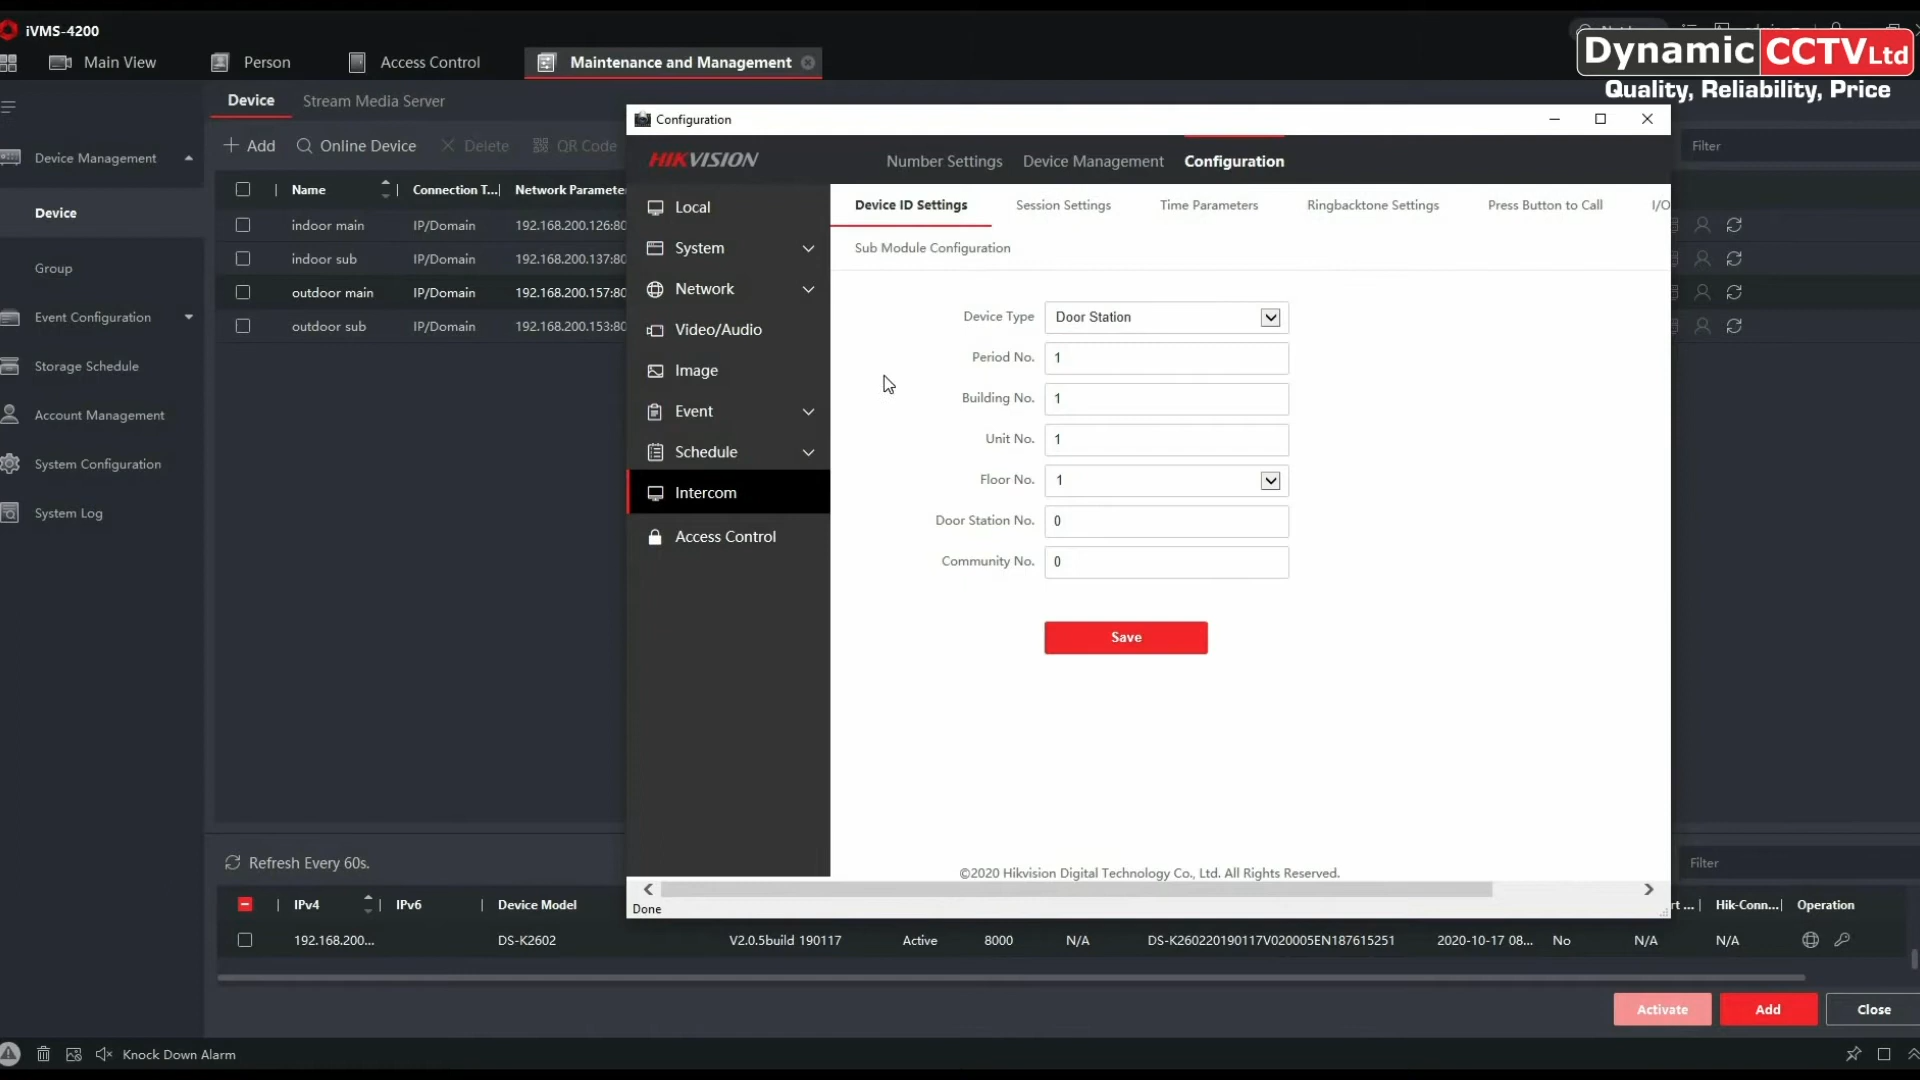 iVMS-4200
Dynamic CCTV Ltd
Quality, Reliability, Price
Main View
Person
Access Control
Maintenance and Management
Device
Stream Media Server
Add
Online Device
Delete
QR Code
Filter
Device Management
Device
Group
Event Configuration
Storage Schedule
Account Management
System Configuration
System Log
Name
Connection T...
Network Paramete
indoor main
IP/Domain
192.168.200.126:80
indoor sub
IP/Domain
192.168.200.137:80
outdoor main
IP/Domain
192.168.200.157:80
outdoor sub
IP/Domain
192.168.200.153:80
Configuration
HIKVISION
Number Settings
Device Management
Configuration
Local
System
Network
Video/Audio
Image
Event
Schedule
Intercom
Access Control
Device ID Settings
Session Settings
Time Parameters
Ringbacktone Settings
Press Button to Call
I/O
Sub Module Configuration
Device Type Door Station
Period No. 1
Building No. 1
Unit No. 1
Floor No. 1
Door Station No. 0
Community No. 0
Save
©2020 Hikvision Digital Technology Co., Ltd. All Rights Reserved.
Done
Refresh Every 60s.
Filter
IPv4
IPv6
Device Model
rt ...
Hik-Conn...
Operation
192.168.200...
DS-K2602
V2.0.5build 190117
Active
8000
N/A
DS-K260220190117V020005EN187615251
2020-10-17 08...
No
N/A
N/A
Activate
Add
Close
Knock Down Alarm